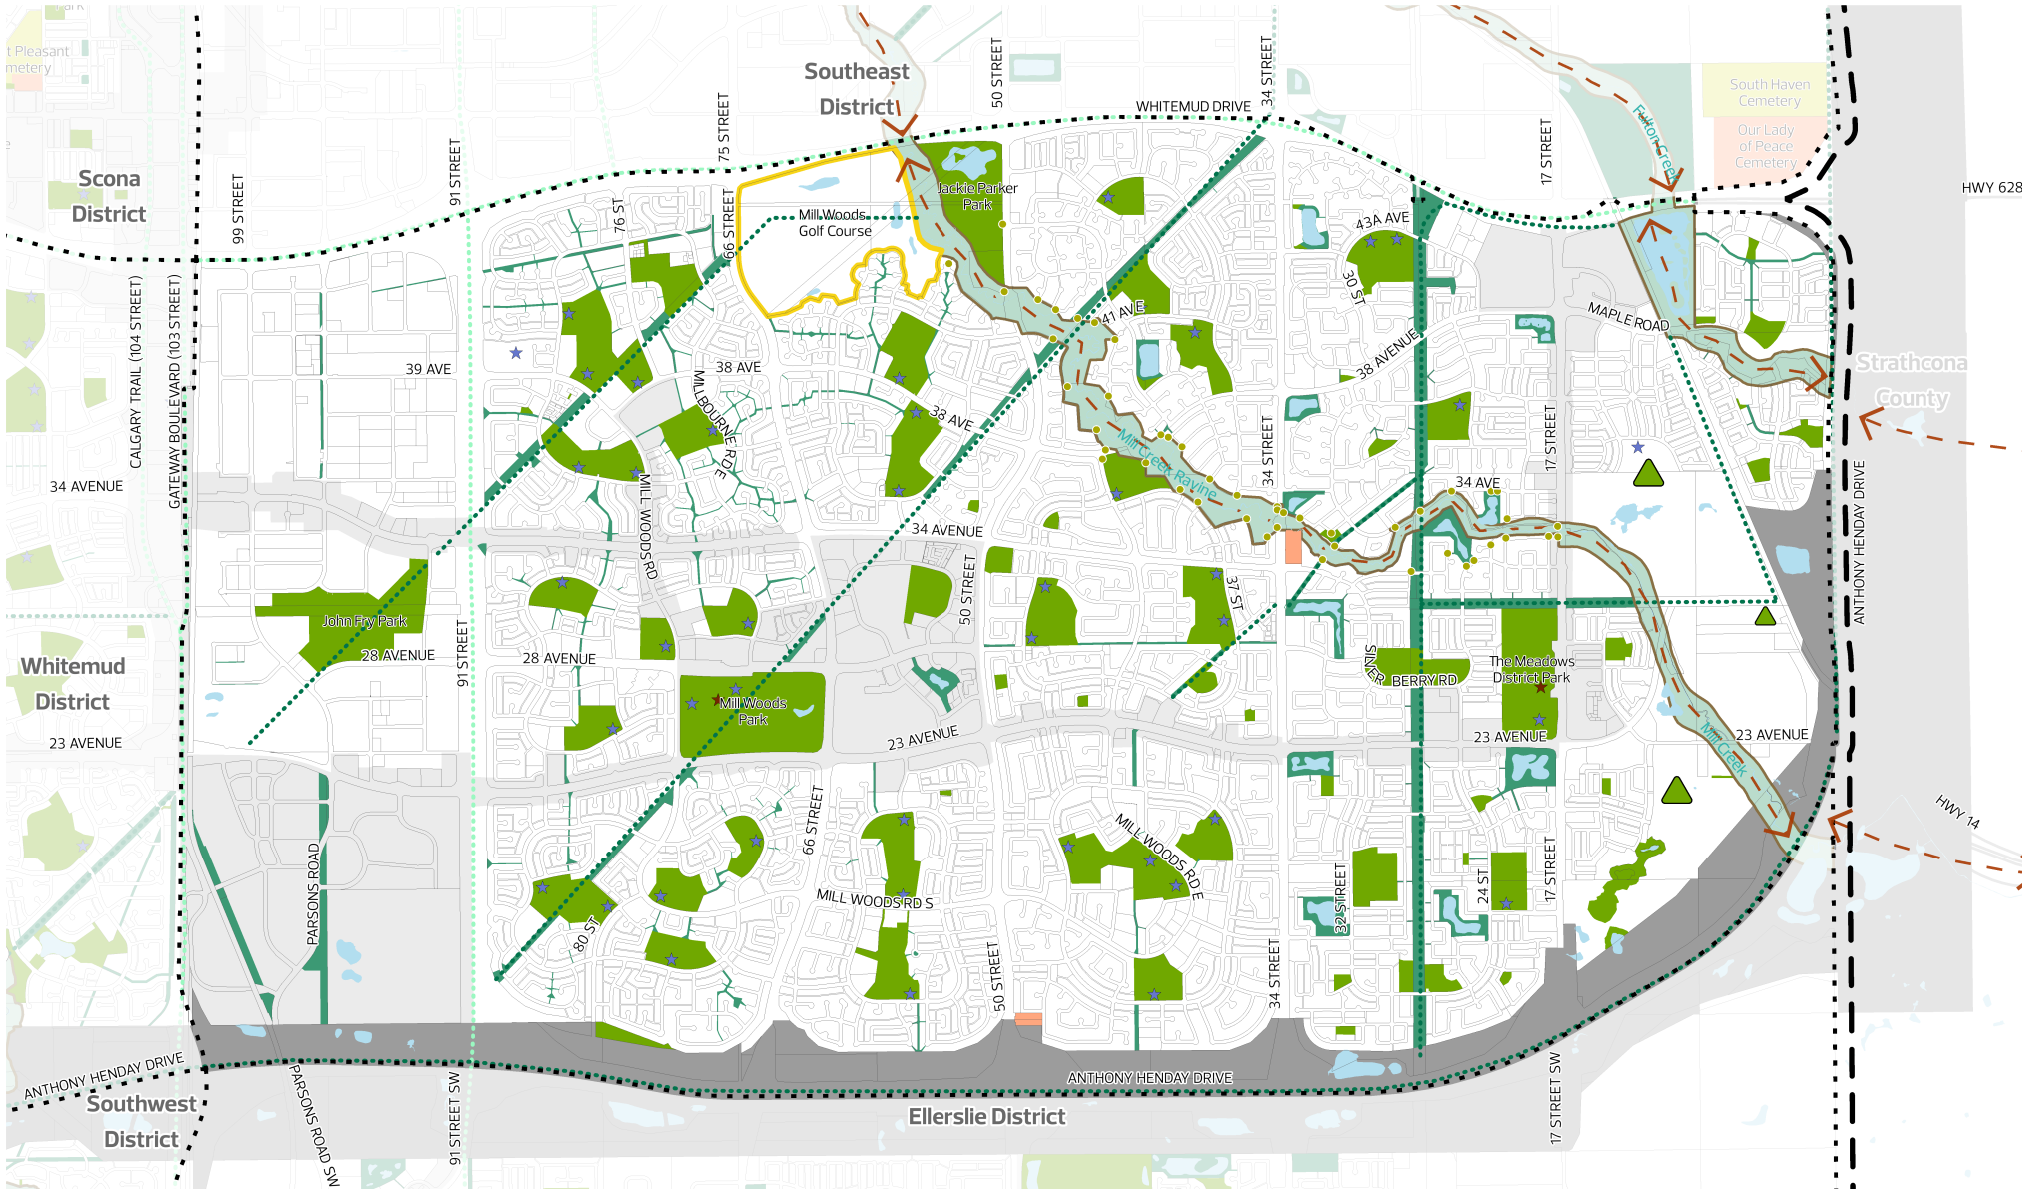 t Pleasant
metery
Southeast
District
Scona
District
Whitemud
District
Southwest
District
Ellerslie District
Strathcona
County
South Haven
Cemetery
Our Lady
of Peace
Cemetery
HWY 628
HWY 14
WHITEMUD DRIVE
50 STREET
34 STREET
17 STREET
75 STREET
91 STREET
99 STREET
76 ST
66 STREET
Fulton Creek
Jackie Parker
Park
Mill Woods
Golf Course
43A AVE
30 ST
41 AVE
MAPLE ROAD
38 AVENUE
39 AVE
38 AVE
38 AVE
MILBOURNE RD E
CALGARY TRAIL (104 STREET)
GATEWAY BOULEVARD (103 STREET)
34 AVENUE
MILL WOODS RD
34 AVENUE
34 STREET
17 STREET
34 AVE
Mill Creek Ravine
ANTHONY HENDAY DRIVE
John Fry Park
28 AVENUE
28 AVENUE
91 STREET
50 STREET
37 ST
SILVER BERRY RD
The Meadows
District Park
Mill Woods
Park
23 AVENUE
23 AVENUE
23 AVENUE
23 AVENUE
Mill Creek
66 STREET
MILL WOODS RD E
MILL WOODS RD S
PARSONS ROAD
80 ST
50 STREET
34 STREET
32 STREET
24 ST
17 STREET
ANTHONY HENDAY DRIVE
ANTHONY HENDAY DRIVE
PARSONS ROAD SW
91 STREET SW
17 STREET SW